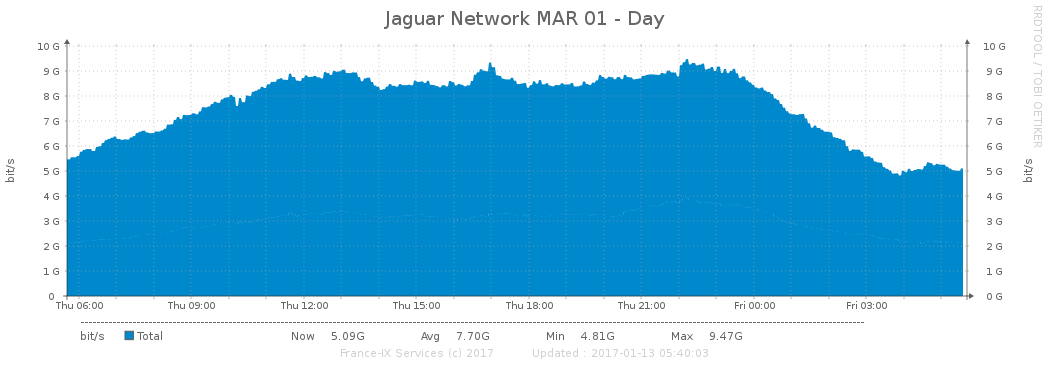 Jaguar Network MAR 01 - Day
RRDTOOL / TOBI OETIKER
10 G 10 G
9 G 9 G
8 G 8 G
7 G 7 G
6 G 6 G
5 G 5 G
4 G 4 G
3 G 3 G
2 G 2 G
1 G 1 G
0 0 G
bit/s
bit/s
Thu 06:00 Thu 09:00 Thu 12:00 Thu 15:00 Thu 18:00 Thu 21:00 Fri 00:00 Fri 03:00
bit/s Total Now 5.09G Avg 7.70G Min 4.81G Max 9.47G
France-IX Services (c) 2017 Updated : 2017-01-13 05:40:03